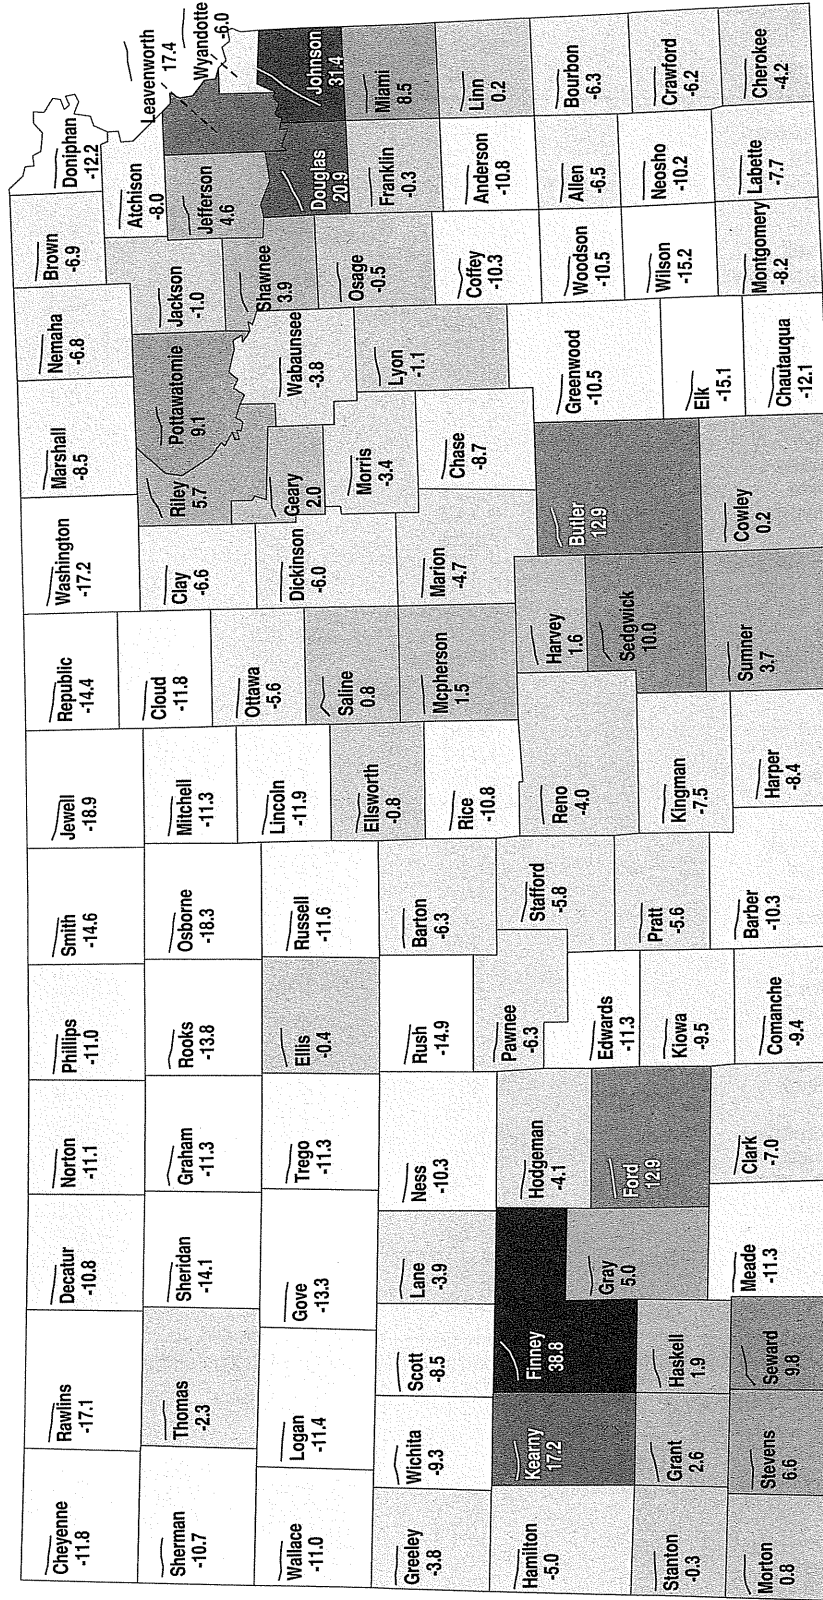 Cheyenne
-11.8
Rawlins
-17.1
Decatur
-10.8
Norton
-11.1
Phillips
-11.0
Smith
-14.6
Jewell
-18.9
Republic
-14.4
Washington
-17.2
Marshall
-8.5
Nemaha
-6.8
Brown
-6.9
Doniphan
-12.2
Sherman
-10.7
Thomas
-2.3
Sheridan
-14.1
Graham
-11.3
Rooks
-13.8
Osborne
-18.3
Mitchell
-11.3
Cloud
-11.8
Clay
-6.6
Riley
5.7
Pottawatomie
9.1
Jackson
-1.0
Atchison
-8.0
Jefferson
4.6
Leavenworth
17.4
Wyandotte
-6.0
Wallace
-11.0
Logan
-11.4
Gove
-13.3
Trego
-11.3
Ellis
-0.4
Russell
-11.6
Lincoln
-11.9
Ottawa
-5.6
Saline
0.8
Dickinson
-6.0
Geary
2.0
Wabaunsee
-3.8
Shawnee
3.9
Douglas
20.9
Johnson
31.4
Ellsworth
-0.8
Morris
-3.4
Lyon
-1.1
Osage
-0.5
Franklin
-0.3
Miami
8.5
Greeley
-3.8
Wichita
-9.3
Scott
-8.5
Lane
-3.9
Ness
-10.3
Rush
-14.9
Barton
-6.3
Rice
-10.8
Mcpherson
1.5
Marion
-4.7
Chase
-8.7
Coffey
-10.3
Anderson
-10.8
Linn
0.2
Hamilton
-5.0
Kearny
17.2
Finney
38.8
Hodgeman
-4.1
Pawnee
-6.3
Stafford
-5.8
Reno
-4.0
Harvey
1.6
Butler
12.9
Greenwood
-10.5
Woodson
-10.5
Allen
-6.5
Bourbon
-6.3
Gray
5.0
Ford
12.9
Edwards
-11.3
Pratt
-5.6
Kingman
-7.5
Sedgwick
10.0
Elk
-15.1
Wilson
-15.2
Neosho
-10.2
Crawford
-6.2
Stanton
-0.3
Grant
2.6
Haskell
1.9
Kiowa
-9.5
Morton
0.8
Stevens
6.6
Seward
9.8
Meade
-11.3
Clark
-7.0
Comanche
-9.4
Barber
-10.3
Harper
-8.4
Sumner
3.7
Cowley
0.2
Chautauqua
-12.1
Montgomery
-8.2
Labette
-7.7
Cherokee
-4.2